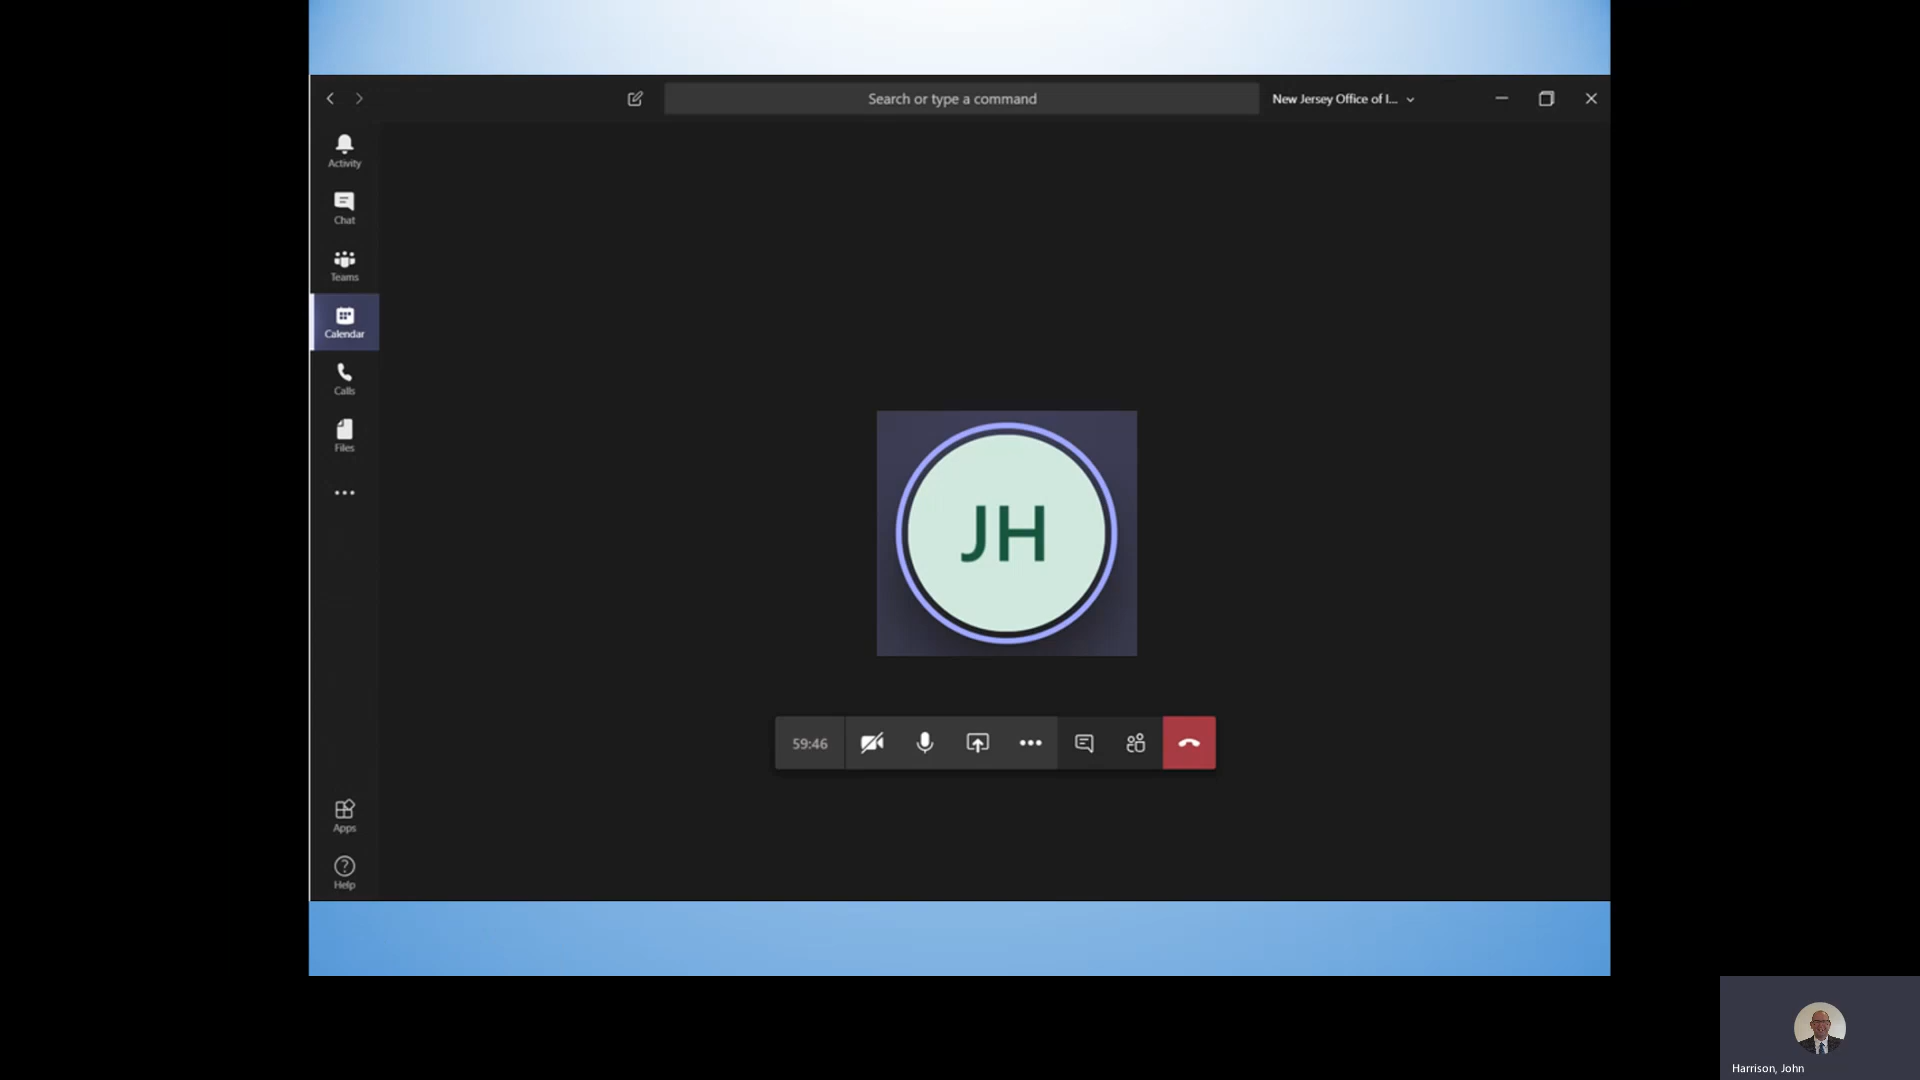 Search or type a command
New Jersey Office of I...
Activity
Chat
Teams
Calendar
Calls
Files
JH
59:46
Apps
Help
Harrison, John